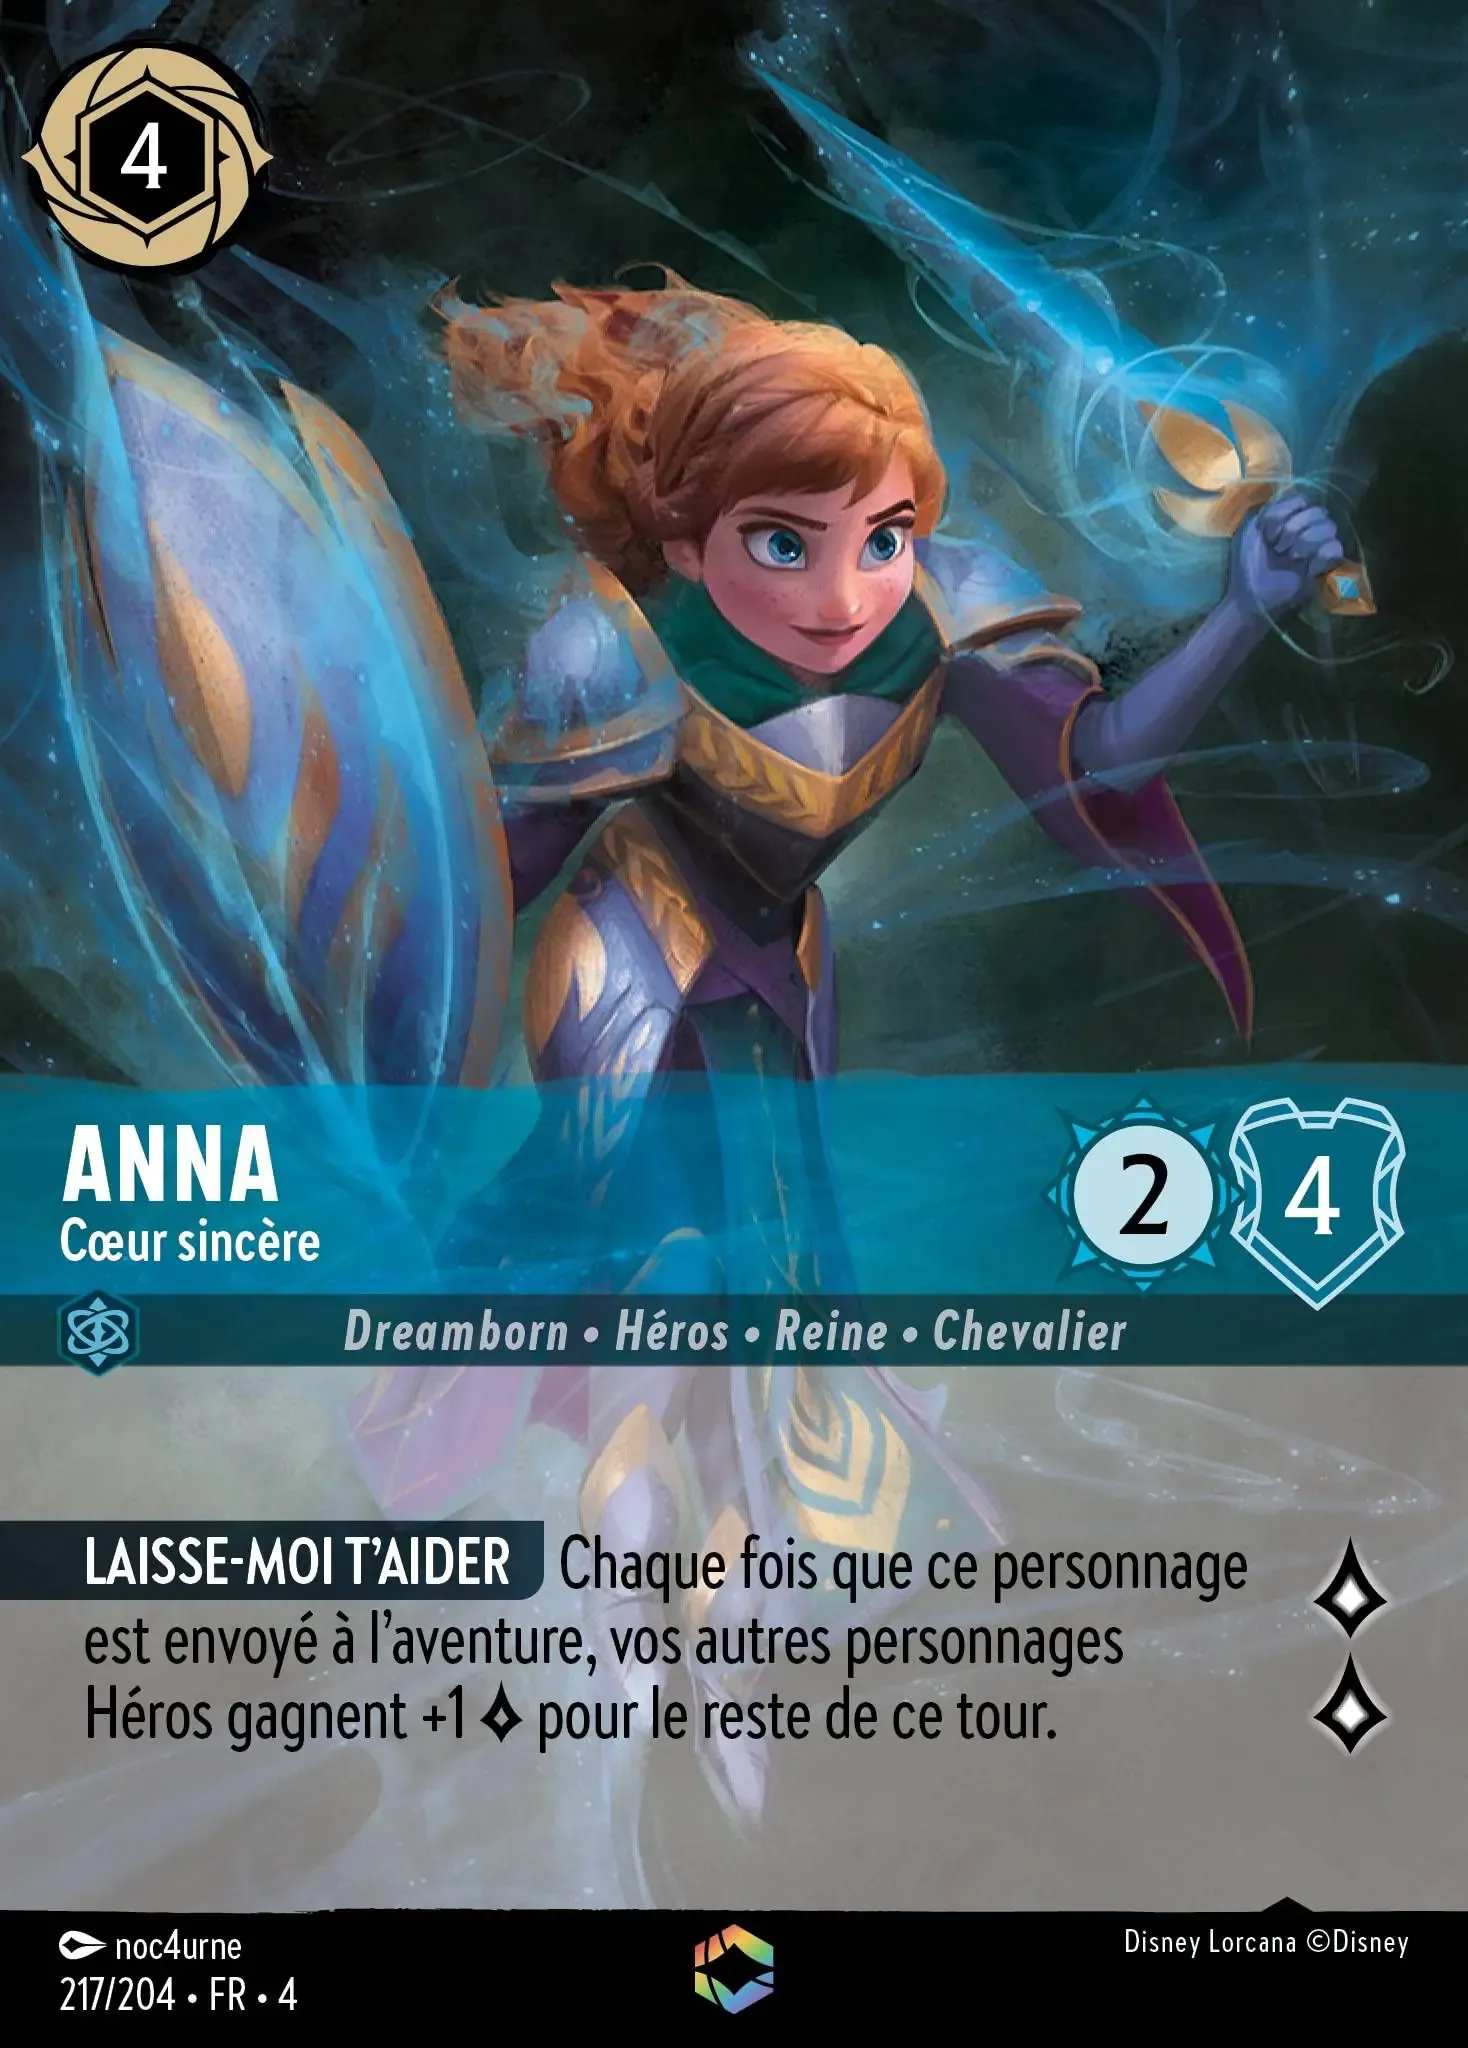 4
ANNA
Cœur sincère
2
4
Dreamborn • Héros • Reine • Chevalier
LAISSE-MOI T’AIDER Chaque fois que ce personnage
est envoyé à l’aventure, vos autres personnages
Héros gagnent +1 pour le reste de ce tour.
noc4urne
Disney Lorcana ©Disney
217/204 • FR • 4